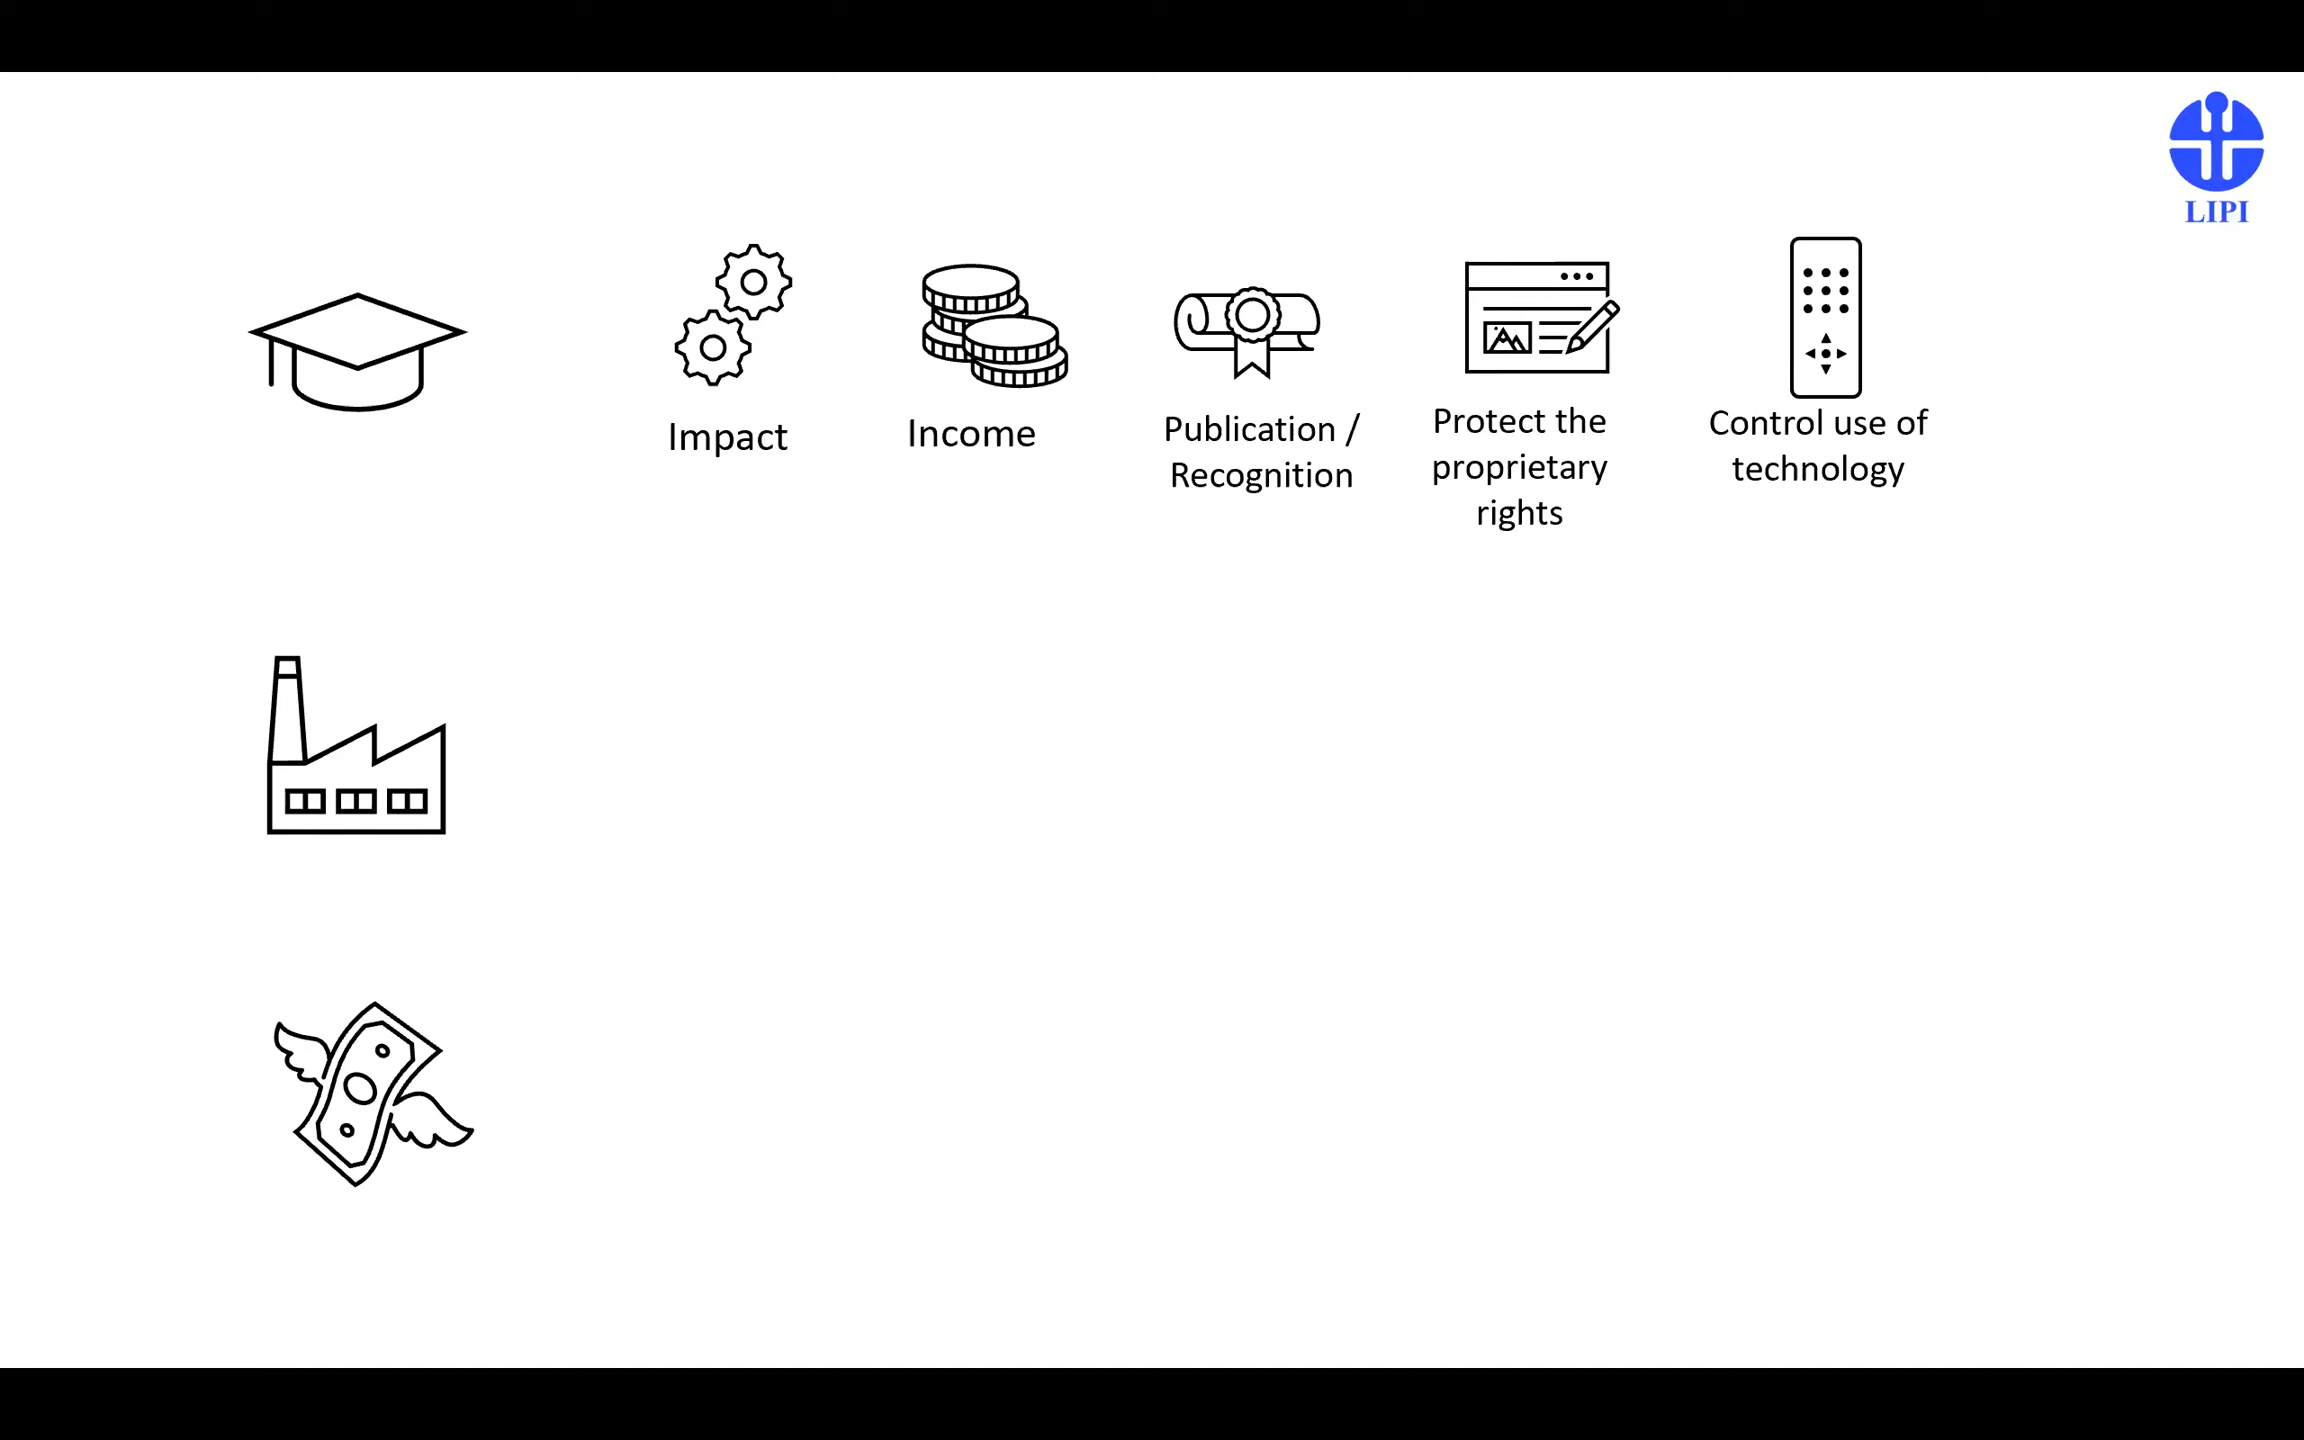 LIPI
Impact
Income
Publication /
Recognition
Protect the
proprietary
rights
Control use of
technology